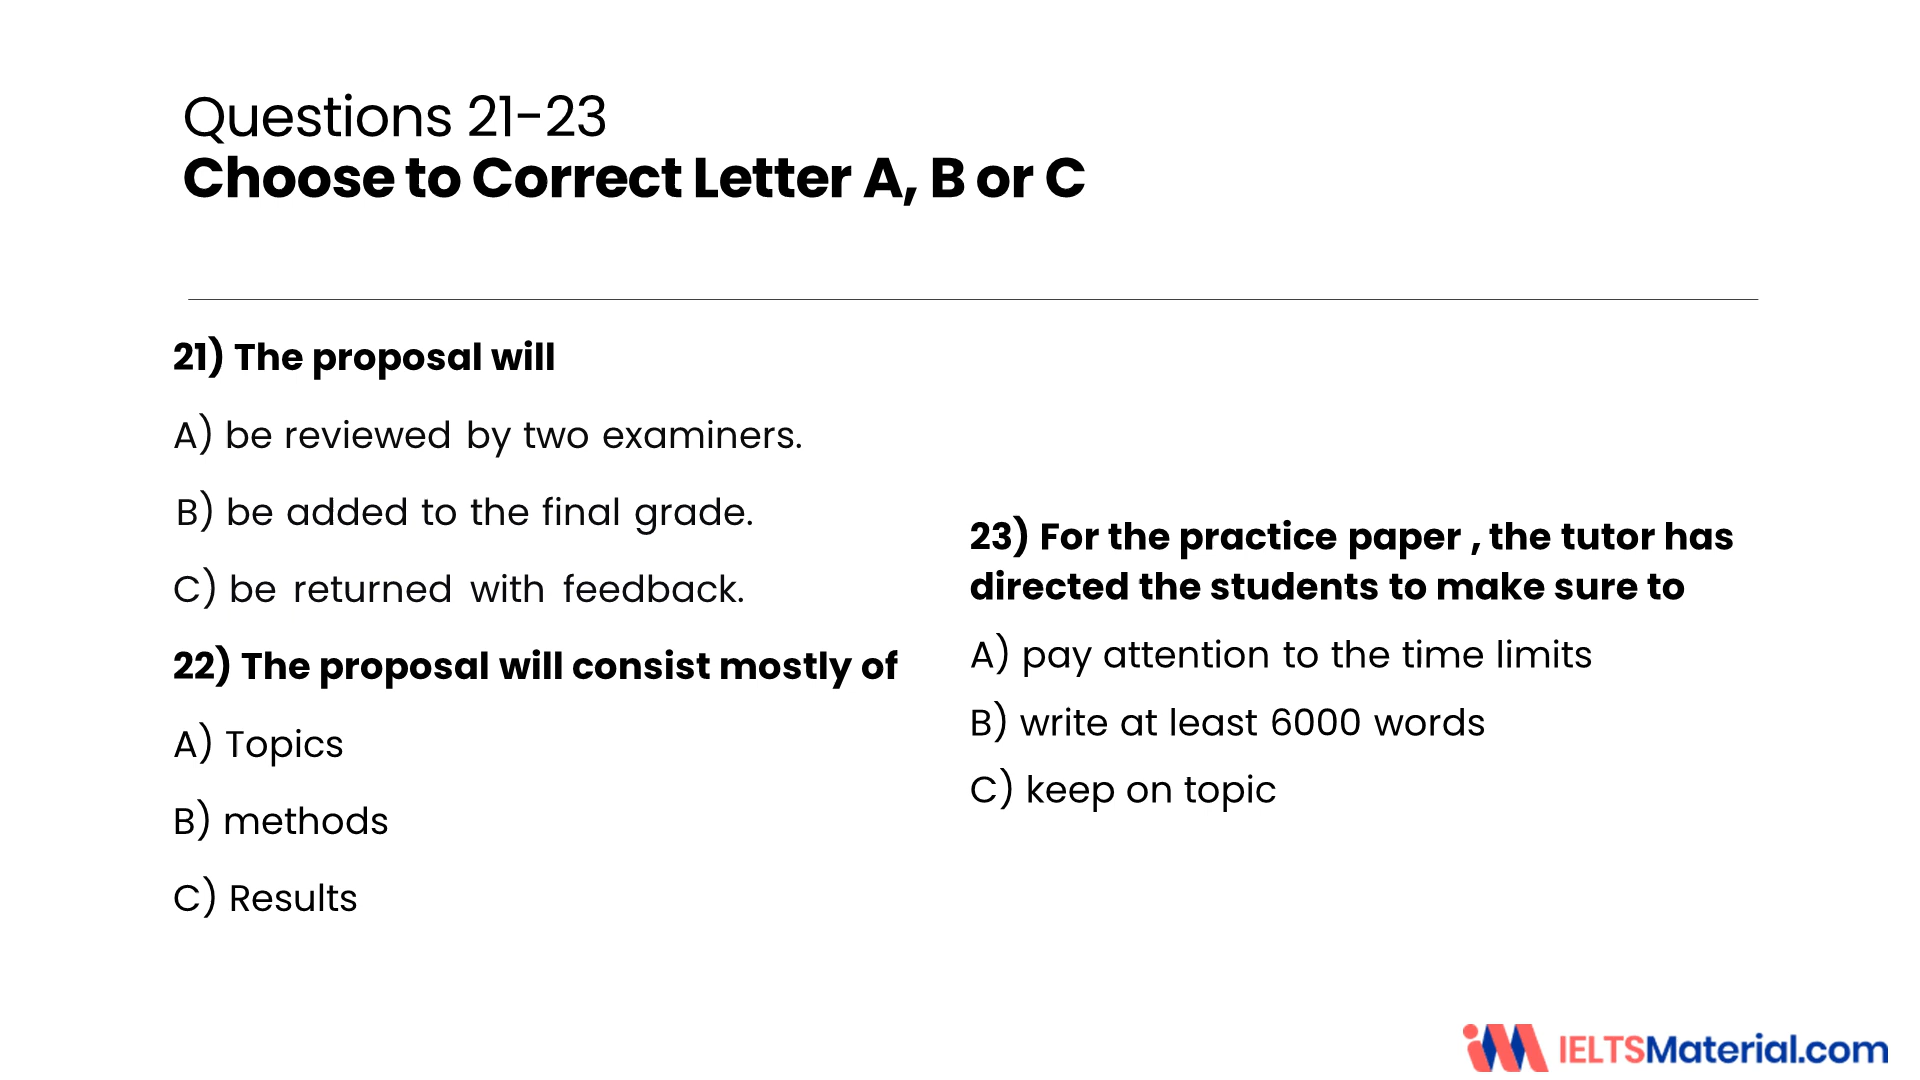 Questions 21-23
Choose to Correct Letter A, B or C
21) The proposal will
A) be reviewed by two examiners.
B) be added to the final grade.
C) be returned with feedback.
22) The proposal will consist mostly of
A) Topics
B) methods
C) Results
23) For the practice paper , the tutor has
directed the students to make sure to
A) pay attention to the time limits
B) write at least 6000 words
C) keep on topic
IELTSMaterial.com